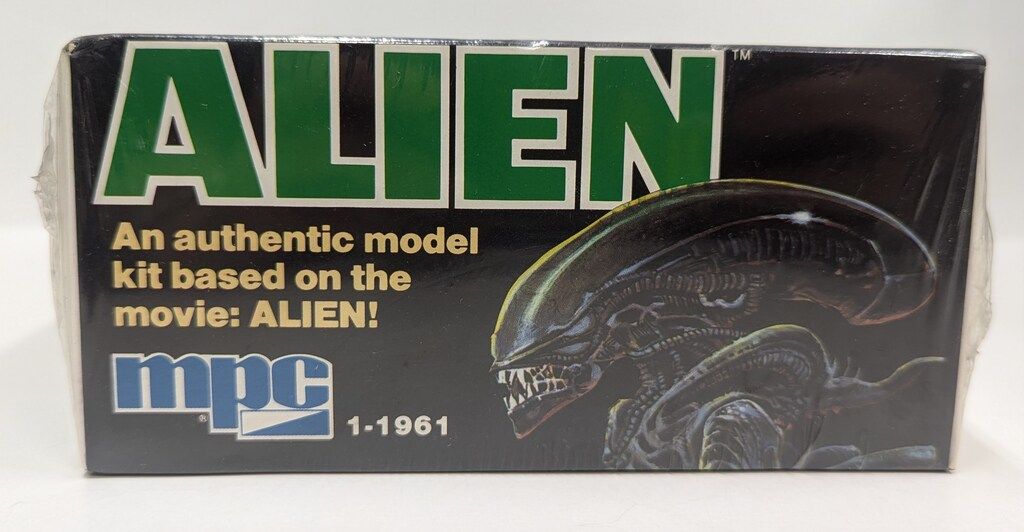 ALIEN™
An authentic model
kit based on the
movie: ALIEN!
mpc® 1-1961